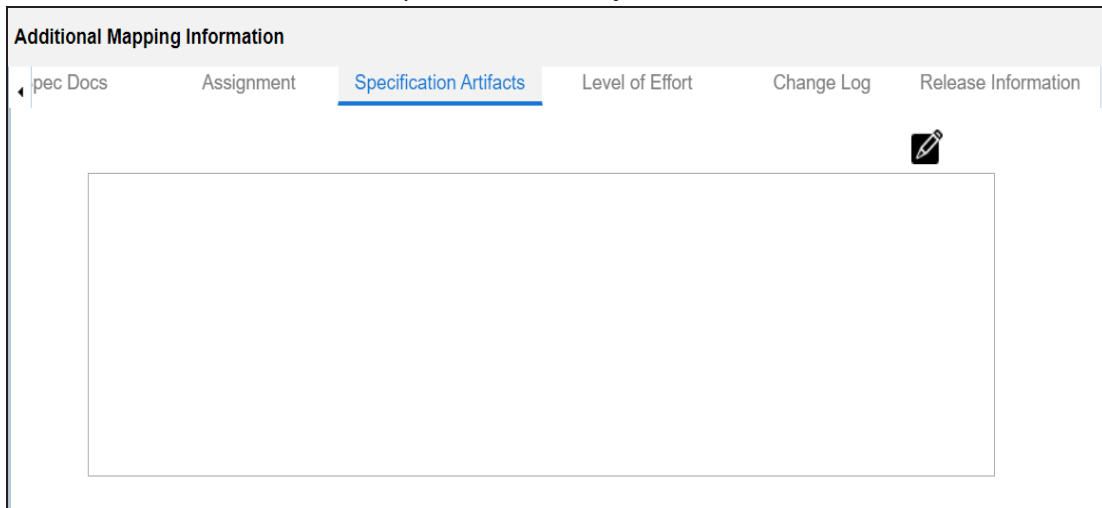 Additional Mapping Information
pec Docs Assignment Specification Artifacts Level of Effort Change Log Release Information